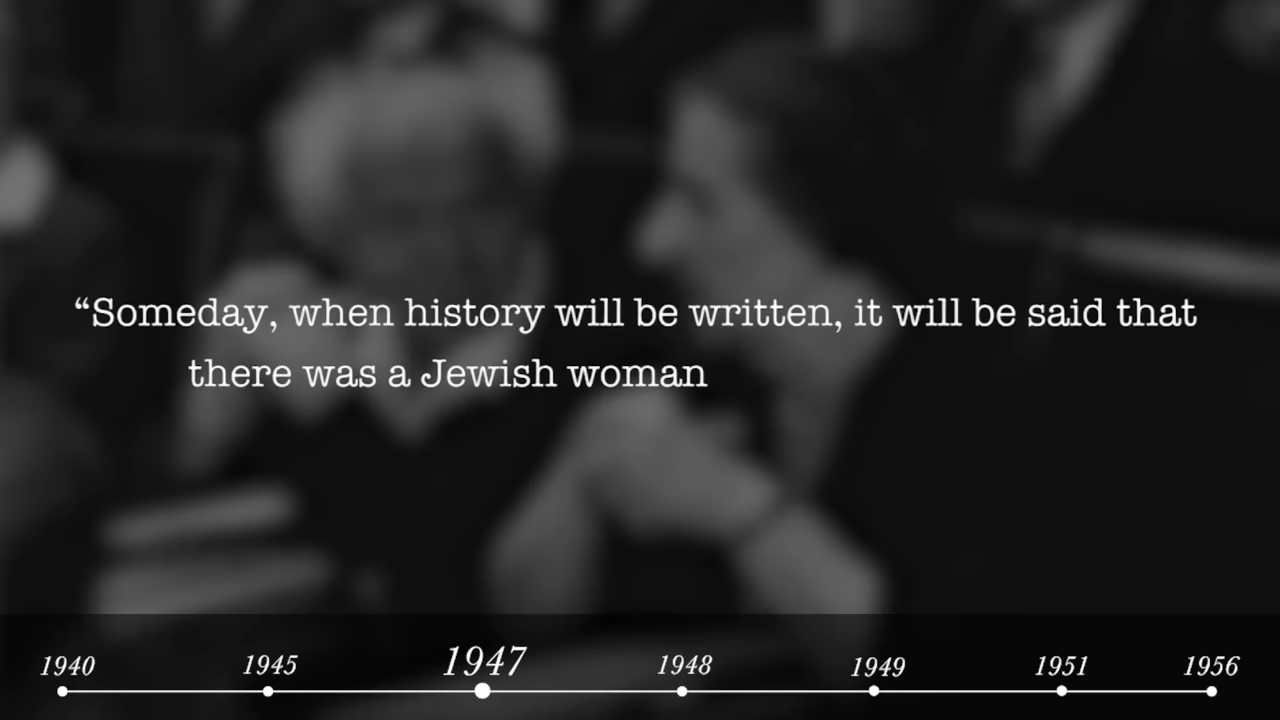 “Someday, when history will be written, it will be said that
there was a Jewish woman
1940 1945 1947 1948 1949 1951 1956